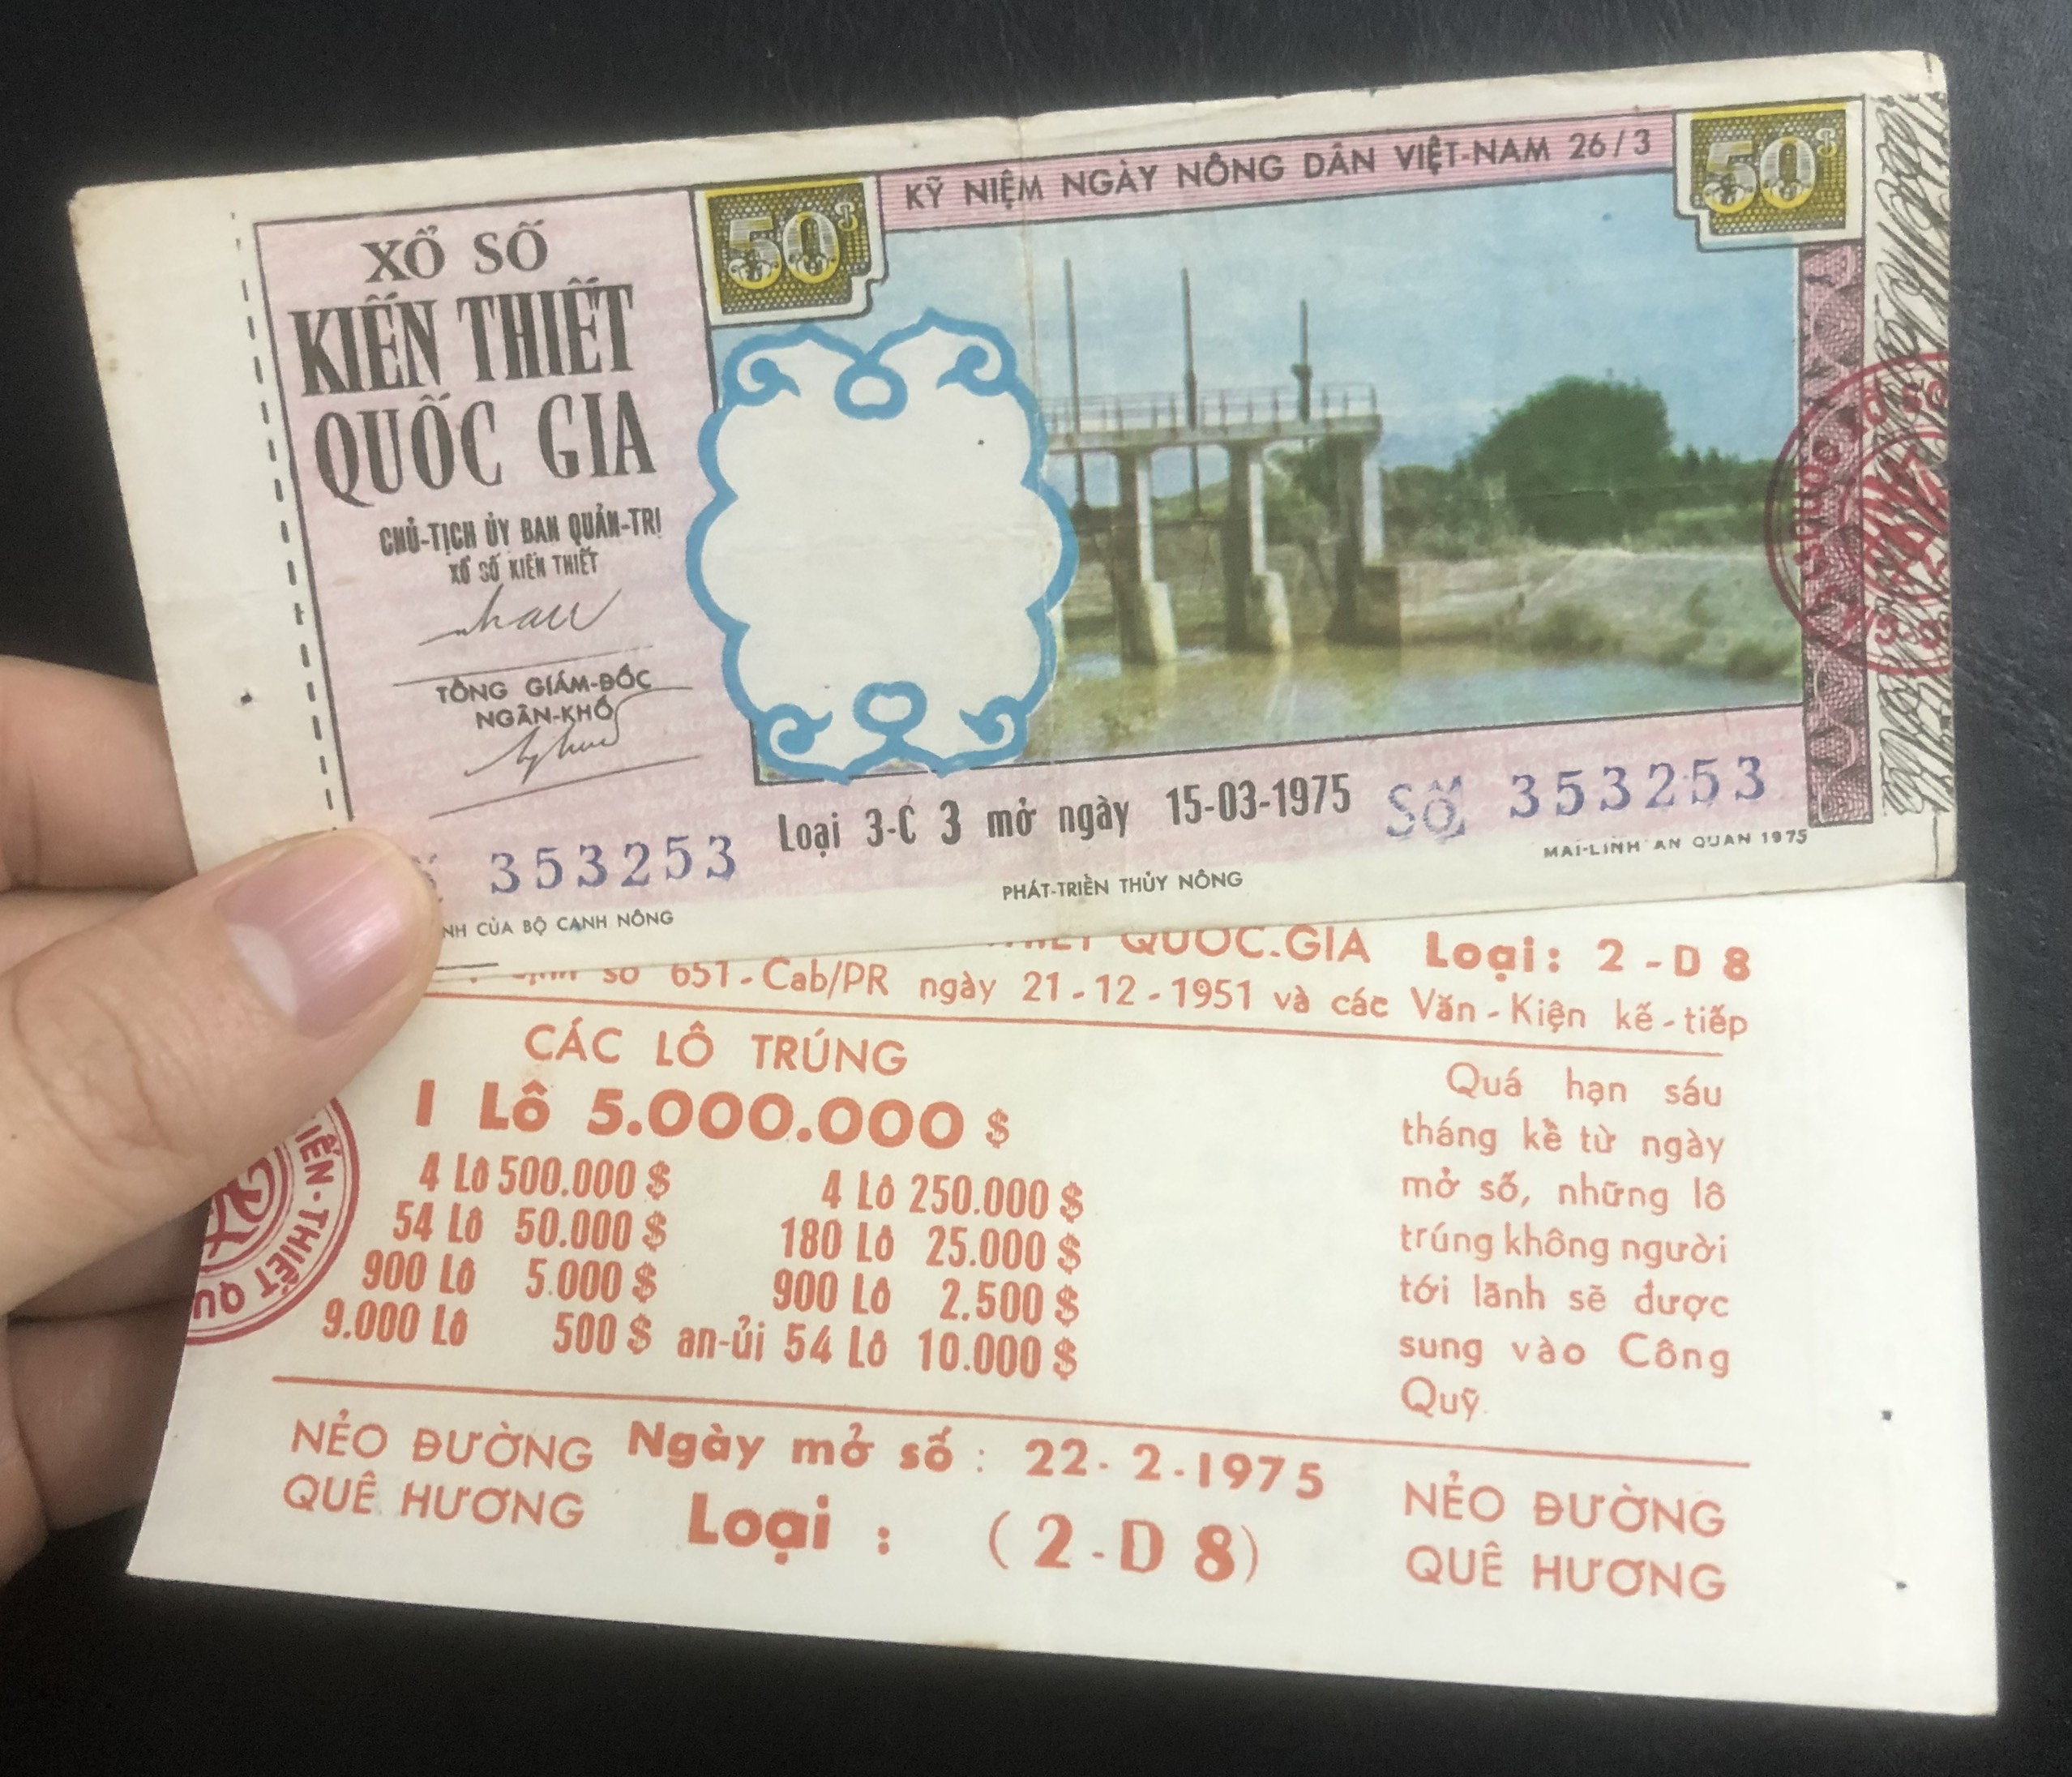 KỸ NIỆM NGÀY NÔNG DÂN VIỆT-NAM 26/3
50$
50$
XỔ SỐ
KIẾN THIẾT
QUỐC GIA
CHỦ-TỊCH ỦY BAN QUẢN-TRỊ
XỔ SỐ KIẾN THIẾT
TỔNG GIÁM-ĐỐC
NGÂN-KHỐ
353253 Loại 3-C 3 mở ngày 15-03-1975 Số 353253
CỦA BỘ CANH NÔNG PHÁT-TRIỀN THỦY NÔNG MAI-LINH AN QUAN 1975
QUỐC.GIA Loại: 2-D 8
số 651-Cab/PR ngày 21-12-1951 và các Văn-Kiện kế-tiếp
CÁC LÔ TRÚNG
1 Lô 5.000.000 $
4 Lô 500.000 $ 4 Lô 250.000 $
54 Lô 50.000 $ 180 Lô 25.000 $
900 Lô 5.000 $ 900 Lô 2.500 $
9.000 Lô 500 $ an-ủi 54 Lô 10.000 $
Quá hạn sáu
tháng kề từ ngày
mở số, những lô
trúng không người
tới lãnh sẽ được
sung vào Công
Quỹ
NẺO ĐƯỜNG
QUÊ HƯƠNG
Ngày mở số : 22-2-1975
Loại : (2-D 8)
NẺO ĐƯỜNG
QUÊ HƯƠNG